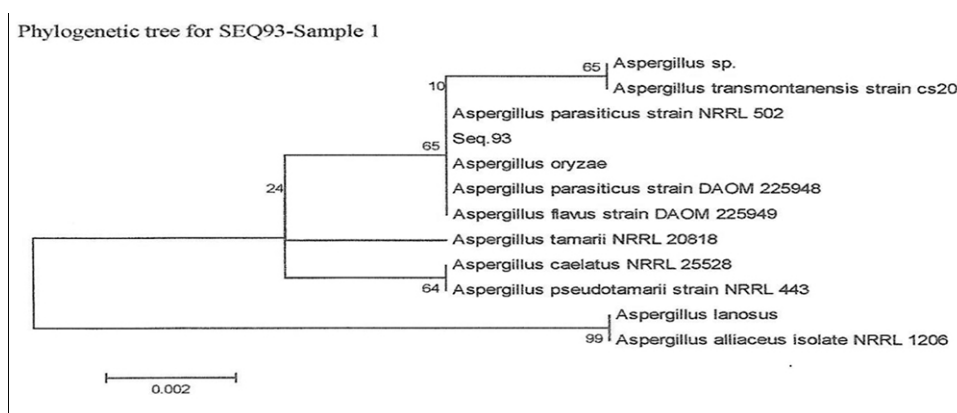 Phylogenetic tree for SEQ93-Sample 1
65
Aspergillus sp.
Aspergillus transmontanensis strain cs20
10
Aspergillus parasiticus strain NRRL 502
Seq.93
65
Aspergillus oryzae
Aspergillus parasiticus strain DAOM 225948
24
Aspergillus flavus strain DAOM 225949
Aspergillus tamarii NRRL 20818
Aspergillus caelatus NRRL 25528
64
Aspergillus pseudotamarii strain NRRL 443
Aspergillus lanosus
99
Aspergillus alliaceus isolate NRRL 1206
0.002